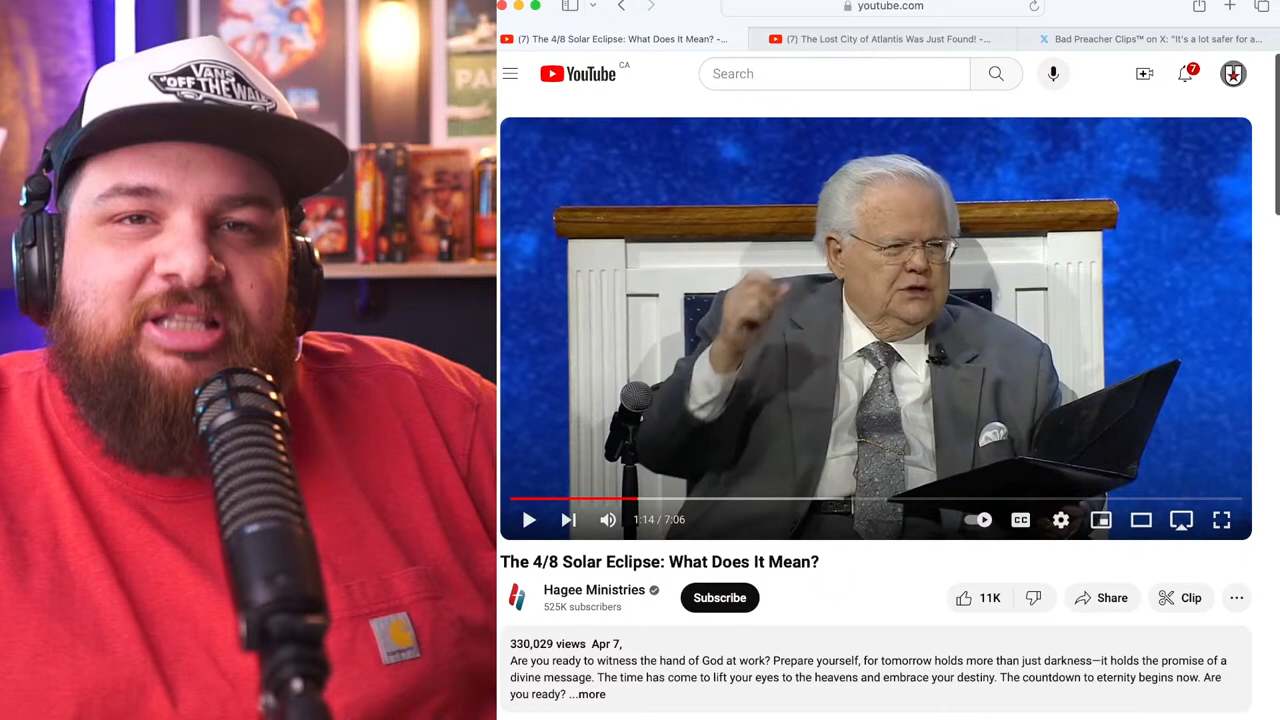 VANS
"OFF THE WALL"
PA
youtube.com
(7) The 4/8 Solar Eclipse: What Does It Mean? -...
(7) The Lost City of Atlantis Was Just Found! -...
Bad Preacher Clips™ on X: "It's a lot safer for a...
YouTube CA
Search
7
1:14 / 7:06
CC
The 4/8 Solar Eclipse: What Does It Mean?
Hagee Ministries
525K subscribers
Subscribe
11K
Share
Clip
330,029 views Apr 7,
Are you ready to witness the hand of God at work? Prepare yourself, for tomorrow holds more than just darkness—it holds the promise of a
divine message. The time has come to lift your eyes to the heavens and embrace your destiny. The countdown to eternity begins now. Are
you ready? ...more